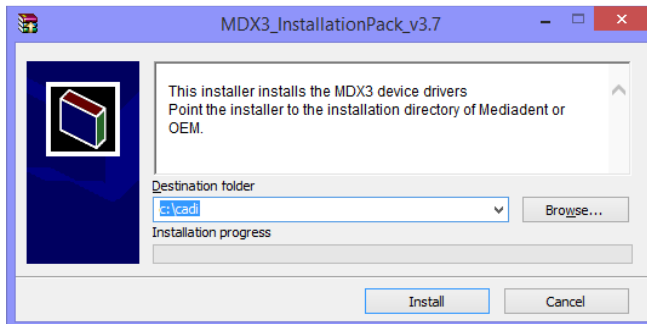 MDX3_InstallationPack_v3.7
This installer installs the MDX3 device drivers
Point the installer to the installation directory of Mediadent or
OEM.
Destination folder
c:\cadi
Browse...
Installation progress
Install
Cancel